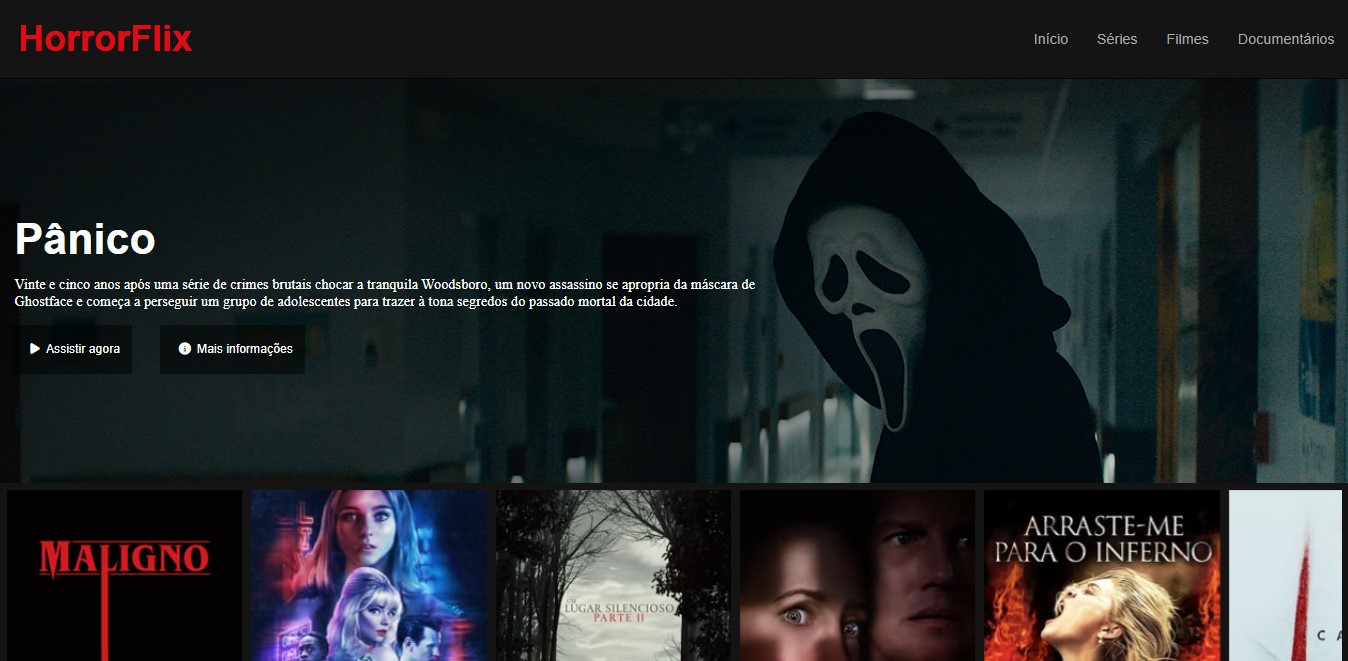 HorrorFlix
Início Séries Filmes Documentários
Pânico
Vinte e cinco anos após uma série de crimes brutais chocar a tranquila Woodsboro, um novo assassino se apropria da máscara de
Ghostface e começa a perseguir um grupo de adolescentes para trazer à tona segredos do passado mortal da cidade.
Assistir agora
Mais informações
MALIGNO
UM
LUGAR SILENCIOSO
PARTE II
ARRASTE-ME
PARA O INFERNO
C A